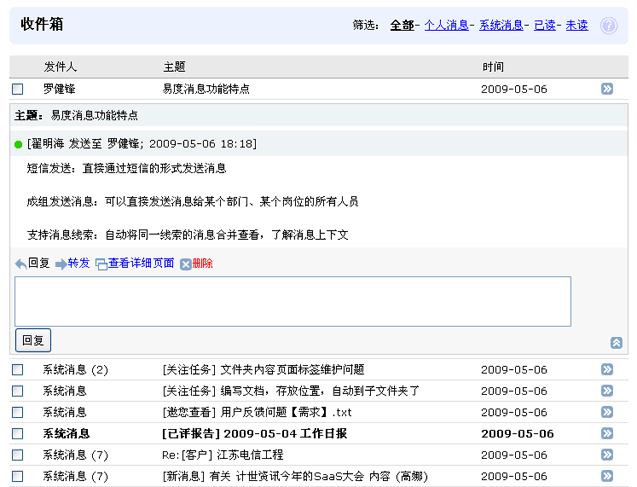 收件箱 筛选： 全部- 个人消息- 系统消息- 已读- 未读 ?
发件人 主题 时间
罗健锋 易度消息功能特点 2009-05-06
主题：易度消息功能特点
[翟明海 发送至 罗健锋; 2009-05-06 18:18]
短信发送：直接通过短信的形式发送消息
成组发送消息：可以直接发送消息给某个部门、某个岗位的所有人员
支持消息线索：自动将同一线索的消息合并查看，了解消息上下文
回复 转发 查看详细页面 删除
回复
系统消息 (2) [关注任务] 文件夹内容页面标签维护问题 2009-05-06
系统消息 [关注任务] 编写文档，存放位置，自动到子文件夹了 2009-05-06
系统消息 [邀您查看] 用户反馈问题【需求】.txt 2009-05-06
系统消息 [已评报告] 2009-05-04 工作日报 2009-05-06
系统消息 (7) Re:[客户] 江苏电信工程 2009-05-06
系统消息 (7) [新消息] 有关 计世资讯今年的SaaS大会 内容 (高娜) 2009-05-06